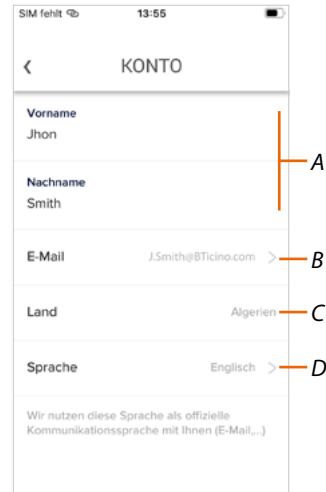 SIM fehlt 13:55
KONTO
Vorname
Jhon
A
Nachname
Smith
E-Mail J.Smith@BTicino.com B
Land Algerien C
Sprache Englisch D
Wir nutzen diese Sprache als offizielle
Kommunikationssprache mit Ihnen (E-Mail,...)